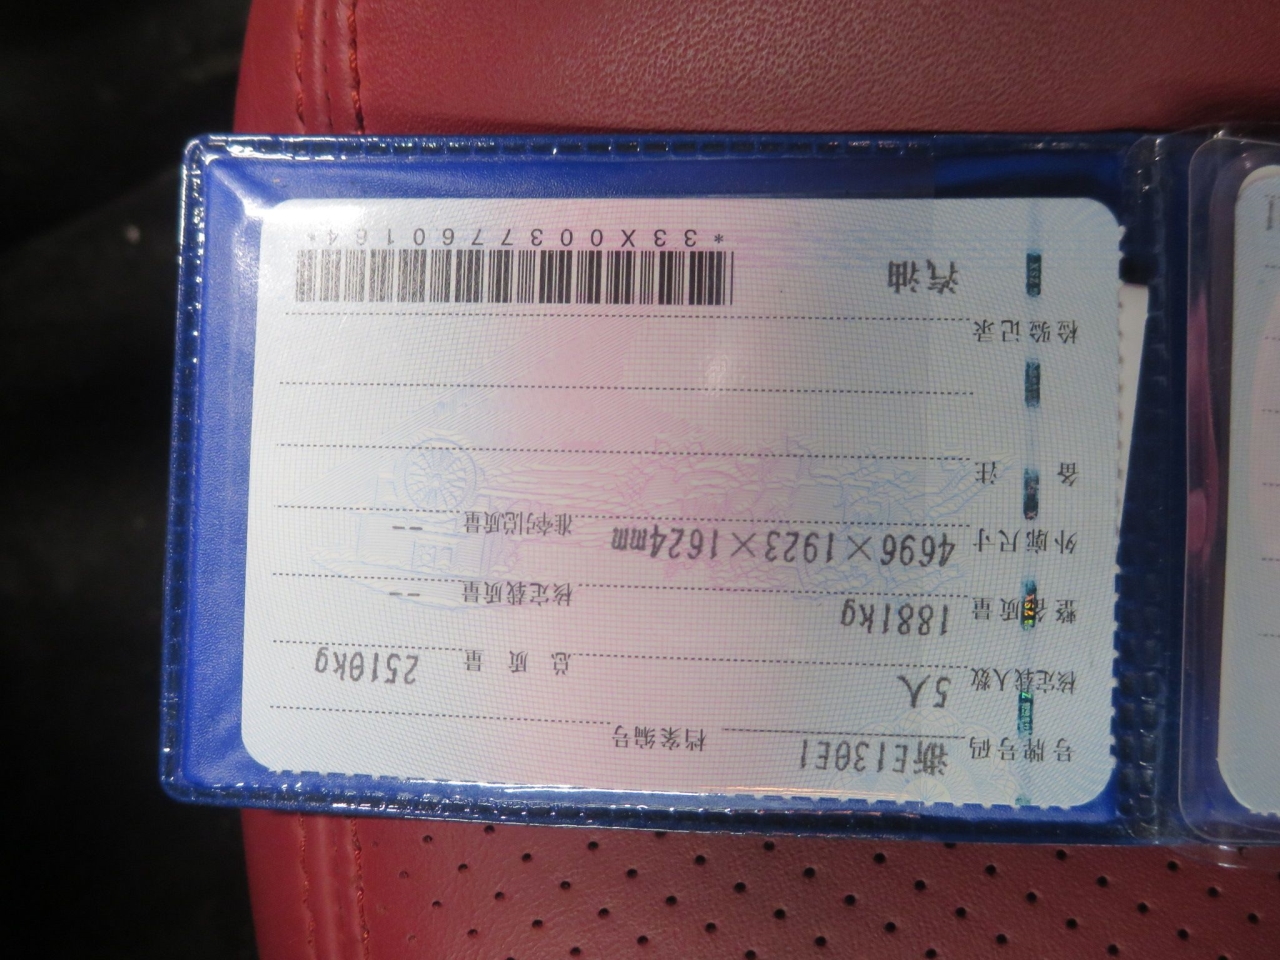 号牌号码 浙E130E1 档案编号
核定载人数 5人 总质量 2510kg
整备质量 1881kg 核定载质量 --
外廓尺寸 4696×1923×1624mm 准牵引总质量 --
备注
检验记录
汽油
*33X0037760164*